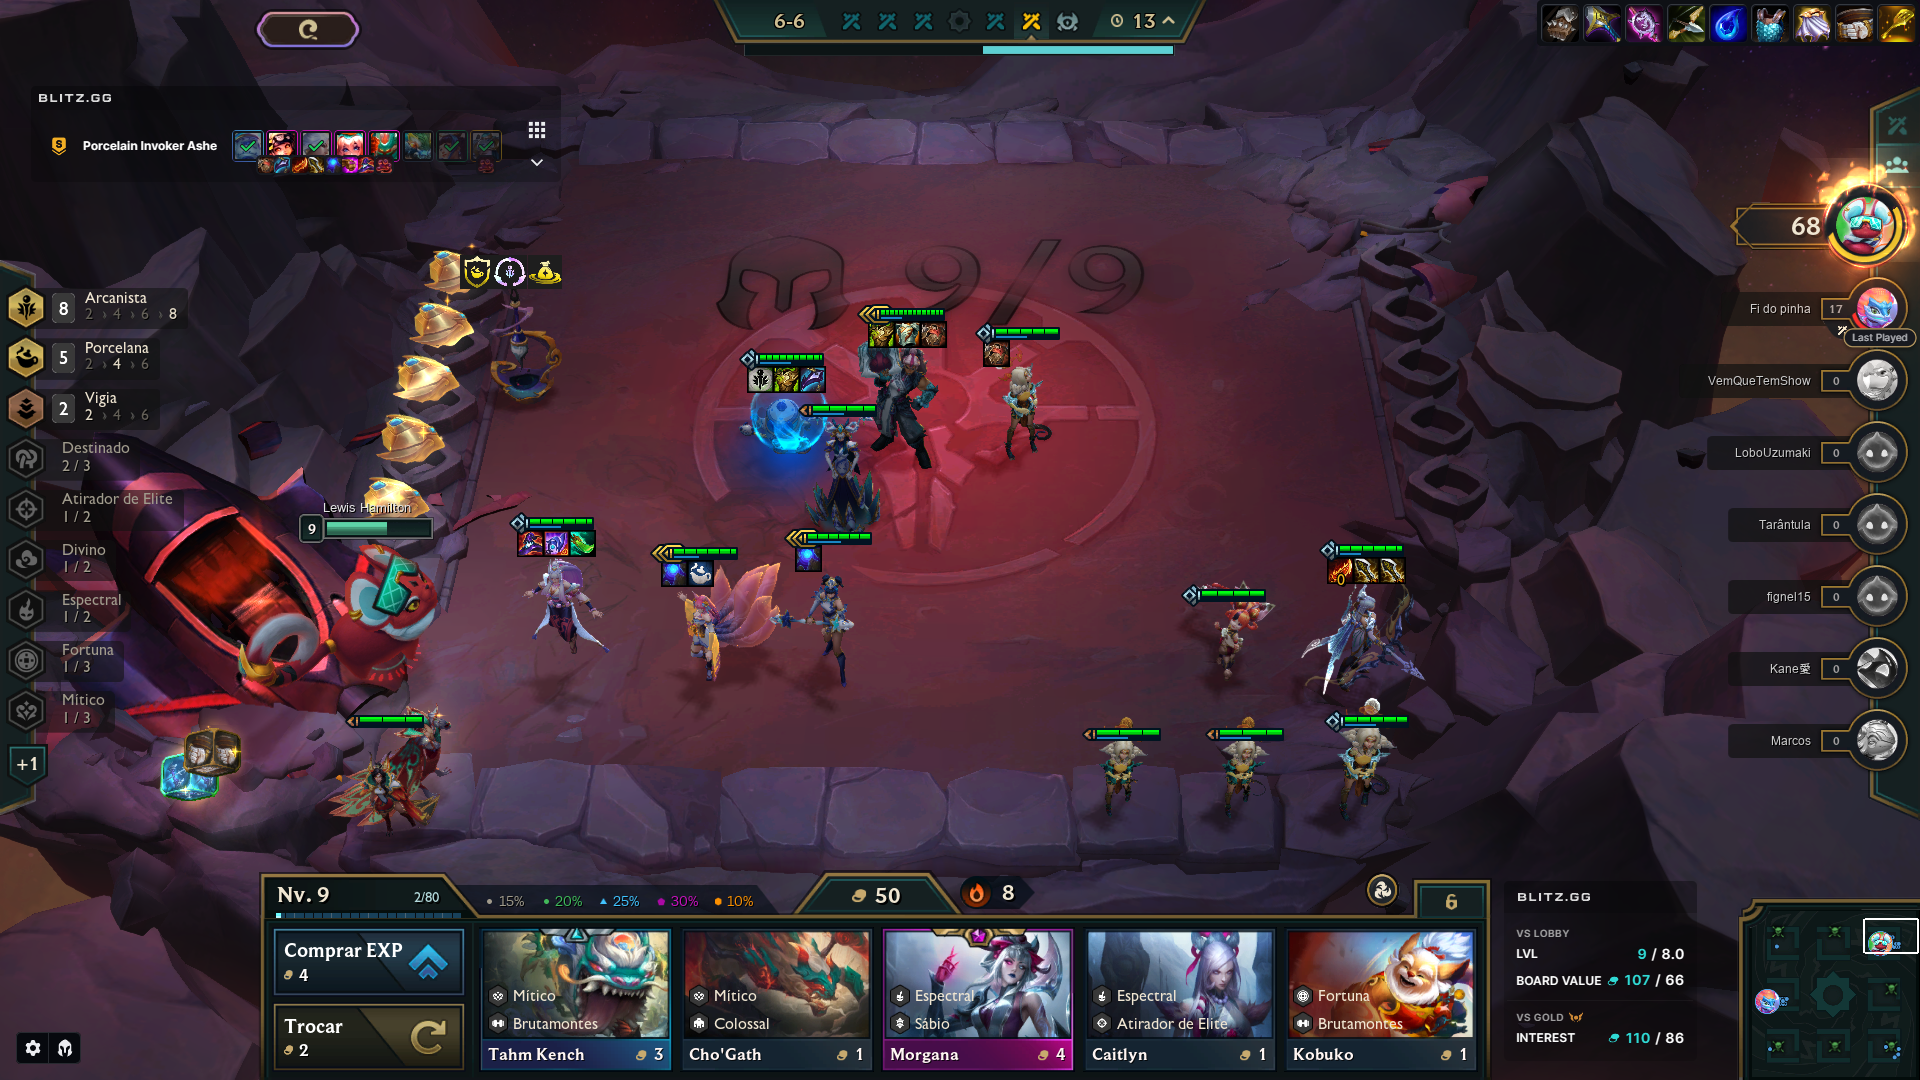 6-6
13
BLITZ.GG
Porcelain Invoker Ashe
9/9
68
8
Arcanista
2 › 4 › 6 › 8
5
Porcelana
2 › 4 › 6
2
Vigia
2 › 4 › 6
Destinado
2 / 3
Atirador de Elite
1 / 2
Divino
1 / 2
Espectral
1 / 2
Fortuna
1 / 3
Mítico
1 / 3
+1
Lewis Hamilton
9
0
Fi do pinha
17
Last Played
VemQueTemShow
0
LoboUzumaki
0
Tarântula
0
fignel15
0
Kane愛
0
Marcos
0
Nv. 9
2/80
15%
20%
25%
30%
10%
50
8
6
Comprar EXP
4
Trocar
2
Mítico
Brutamontes
Tahm Kench
3
Mítico
Colossal
Cho'Gath
1
Espectral
Sábio
Morgana
4
Espectral
Atirador de Elite
Caitlyn
1
Fortuna
Brutamontes
Kobuko
1
BLITZ.GG
VS LOBBY
LVL
9 / 8.0
BOARD VALUE
107 / 66
VS GOLD
INTEREST
110 / 86